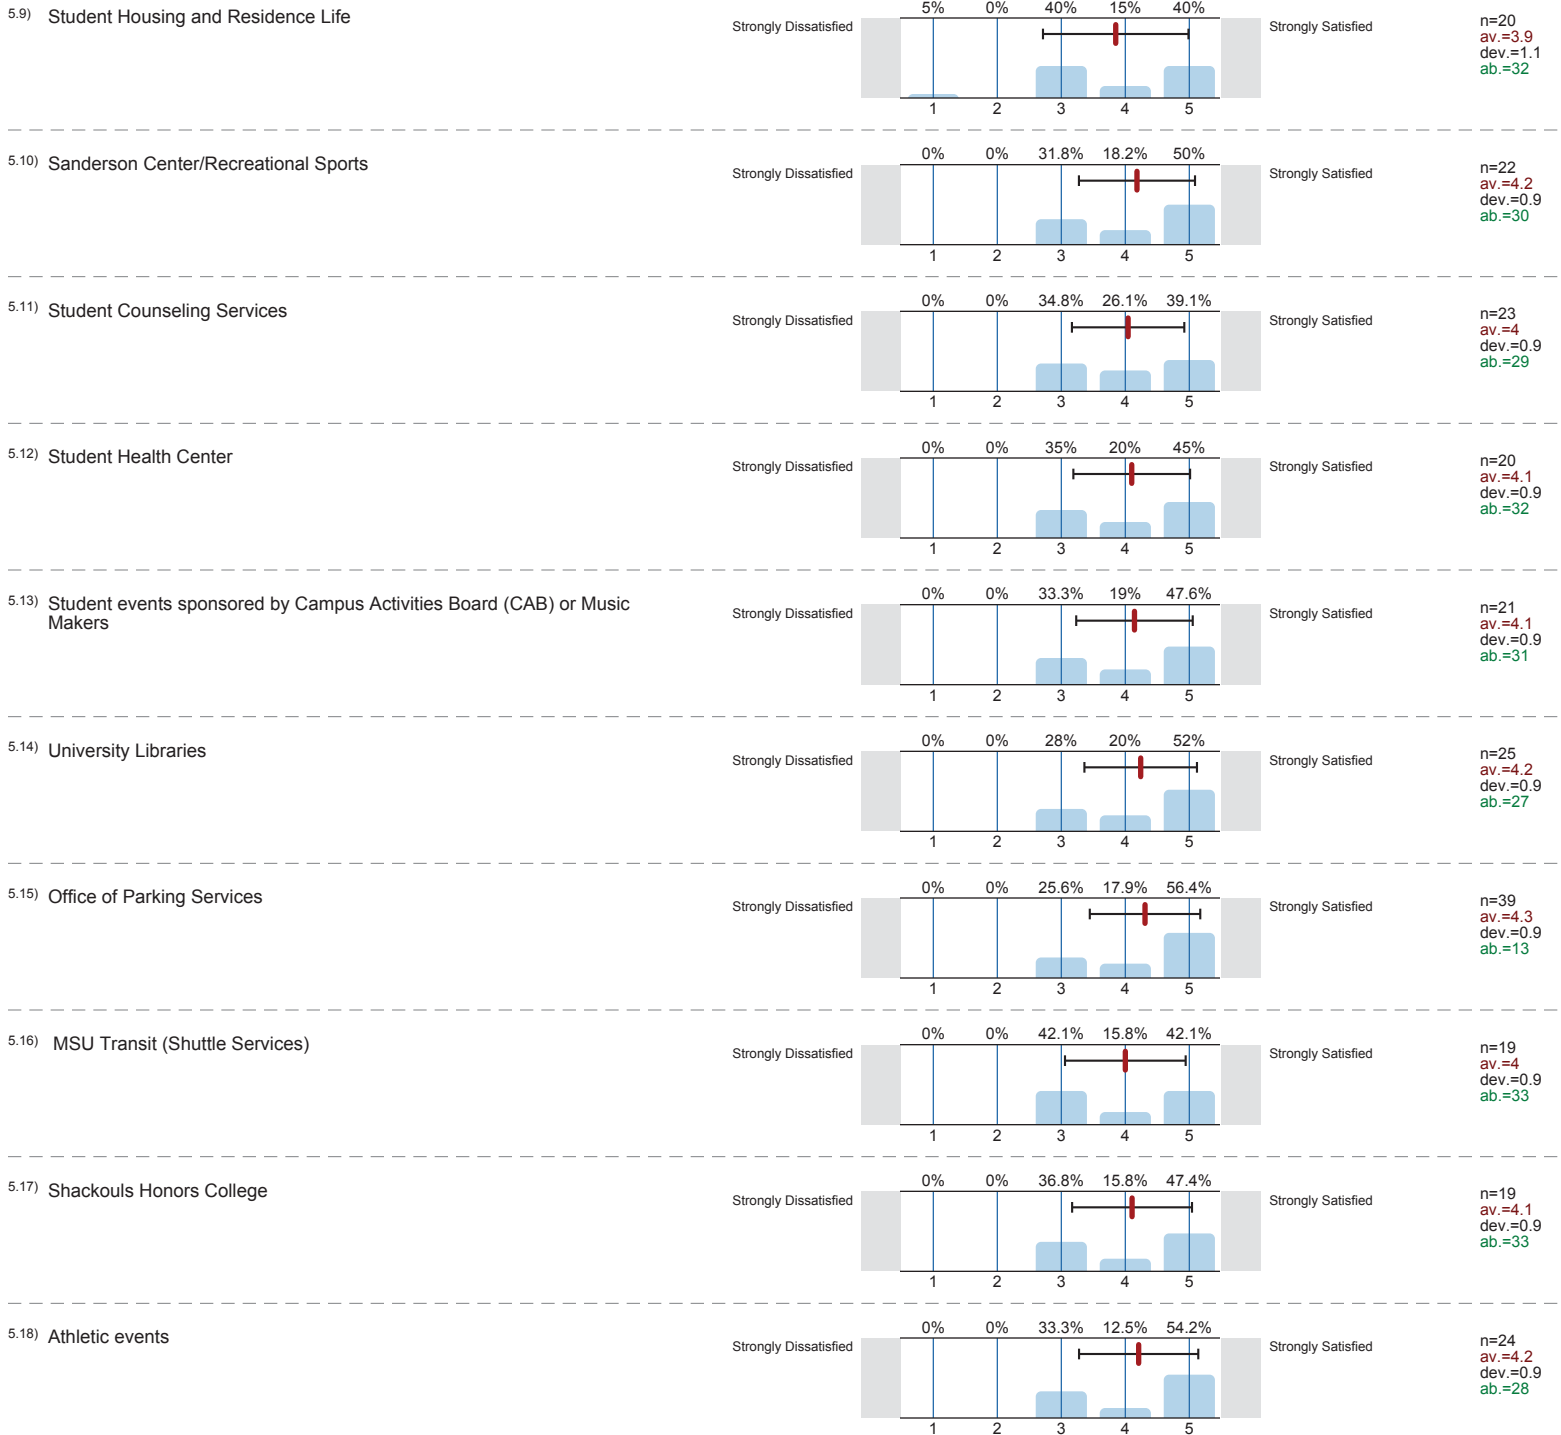 5.9) Student Housing and Residence Life
5% 0% 40% 15% 40%
Strongly Dissatisfied
Strongly Satisfied
n=20
av.=3.9
dev.=1.1
ab.=32
1 2 3 4 5
5.10) Sanderson Center/Recreational Sports
0% 0% 31.8% 18.2% 50%
Strongly Dissatisfied
Strongly Satisfied
n=22
av.=4.2
dev.=0.9
ab.=30
1 2 3 4 5
5.11) Student Counseling Services
0% 0% 34.8% 26.1% 39.1%
Strongly Dissatisfied
Strongly Satisfied
n=23
av.=4
dev.=0.9
ab.=29
1 2 3 4 5
5.12) Student Health Center
0% 0% 35% 20% 45%
Strongly Dissatisfied
Strongly Satisfied
n=20
av.=4.1
dev.=0.9
ab.=32
1 2 3 4 5
5.13) Student events sponsored by Campus Activities Board (CAB) or Music
Makers
0% 0% 33.3% 19% 47.6%
Strongly Dissatisfied
Strongly Satisfied
n=21
av.=4.1
dev.=0.9
ab.=31
1 2 3 4 5
5.14) University Libraries
0% 0% 28% 20% 52%
Strongly Dissatisfied
Strongly Satisfied
n=25
av.=4.2
dev.=0.9
ab.=27
1 2 3 4 5
5.15) Office of Parking Services
0% 0% 25.6% 17.9% 56.4%
Strongly Dissatisfied
Strongly Satisfied
n=39
av.=4.3
dev.=0.9
ab.=13
1 2 3 4 5
5.16) MSU Transit (Shuttle Services)
0% 0% 42.1% 15.8% 42.1%
Strongly Dissatisfied
Strongly Satisfied
n=19
av.=4
dev.=0.9
ab.=33
1 2 3 4 5
5.17) Shackouls Honors College
0% 0% 36.8% 15.8% 47.4%
Strongly Dissatisfied
Strongly Satisfied
n=19
av.=4.1
dev.=0.9
ab.=33
1 2 3 4 5
5.18) Athletic events
0% 0% 33.3% 12.5% 54.2%
Strongly Dissatisfied
Strongly Satisfied
n=24
av.=4.2
dev.=0.9
ab.=28
1 2 3 4 5